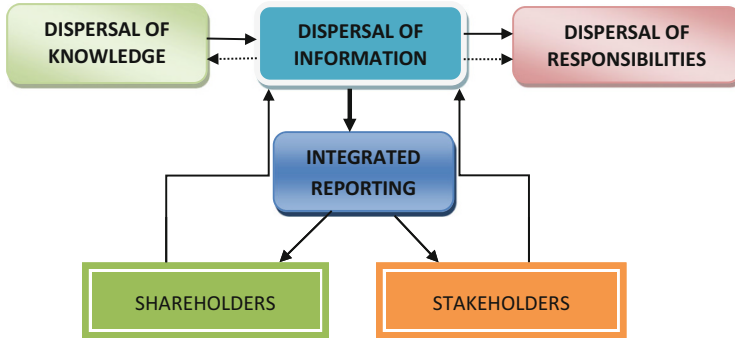 DISPERSAL OF
KNOWLEDGE
DISPERSAL OF
INFORMATION
DISPERSAL OF
RESPONSIBILITIES
INTEGRATED
REPORTING
SHAREHOLDERS
STAKEHOLDERS